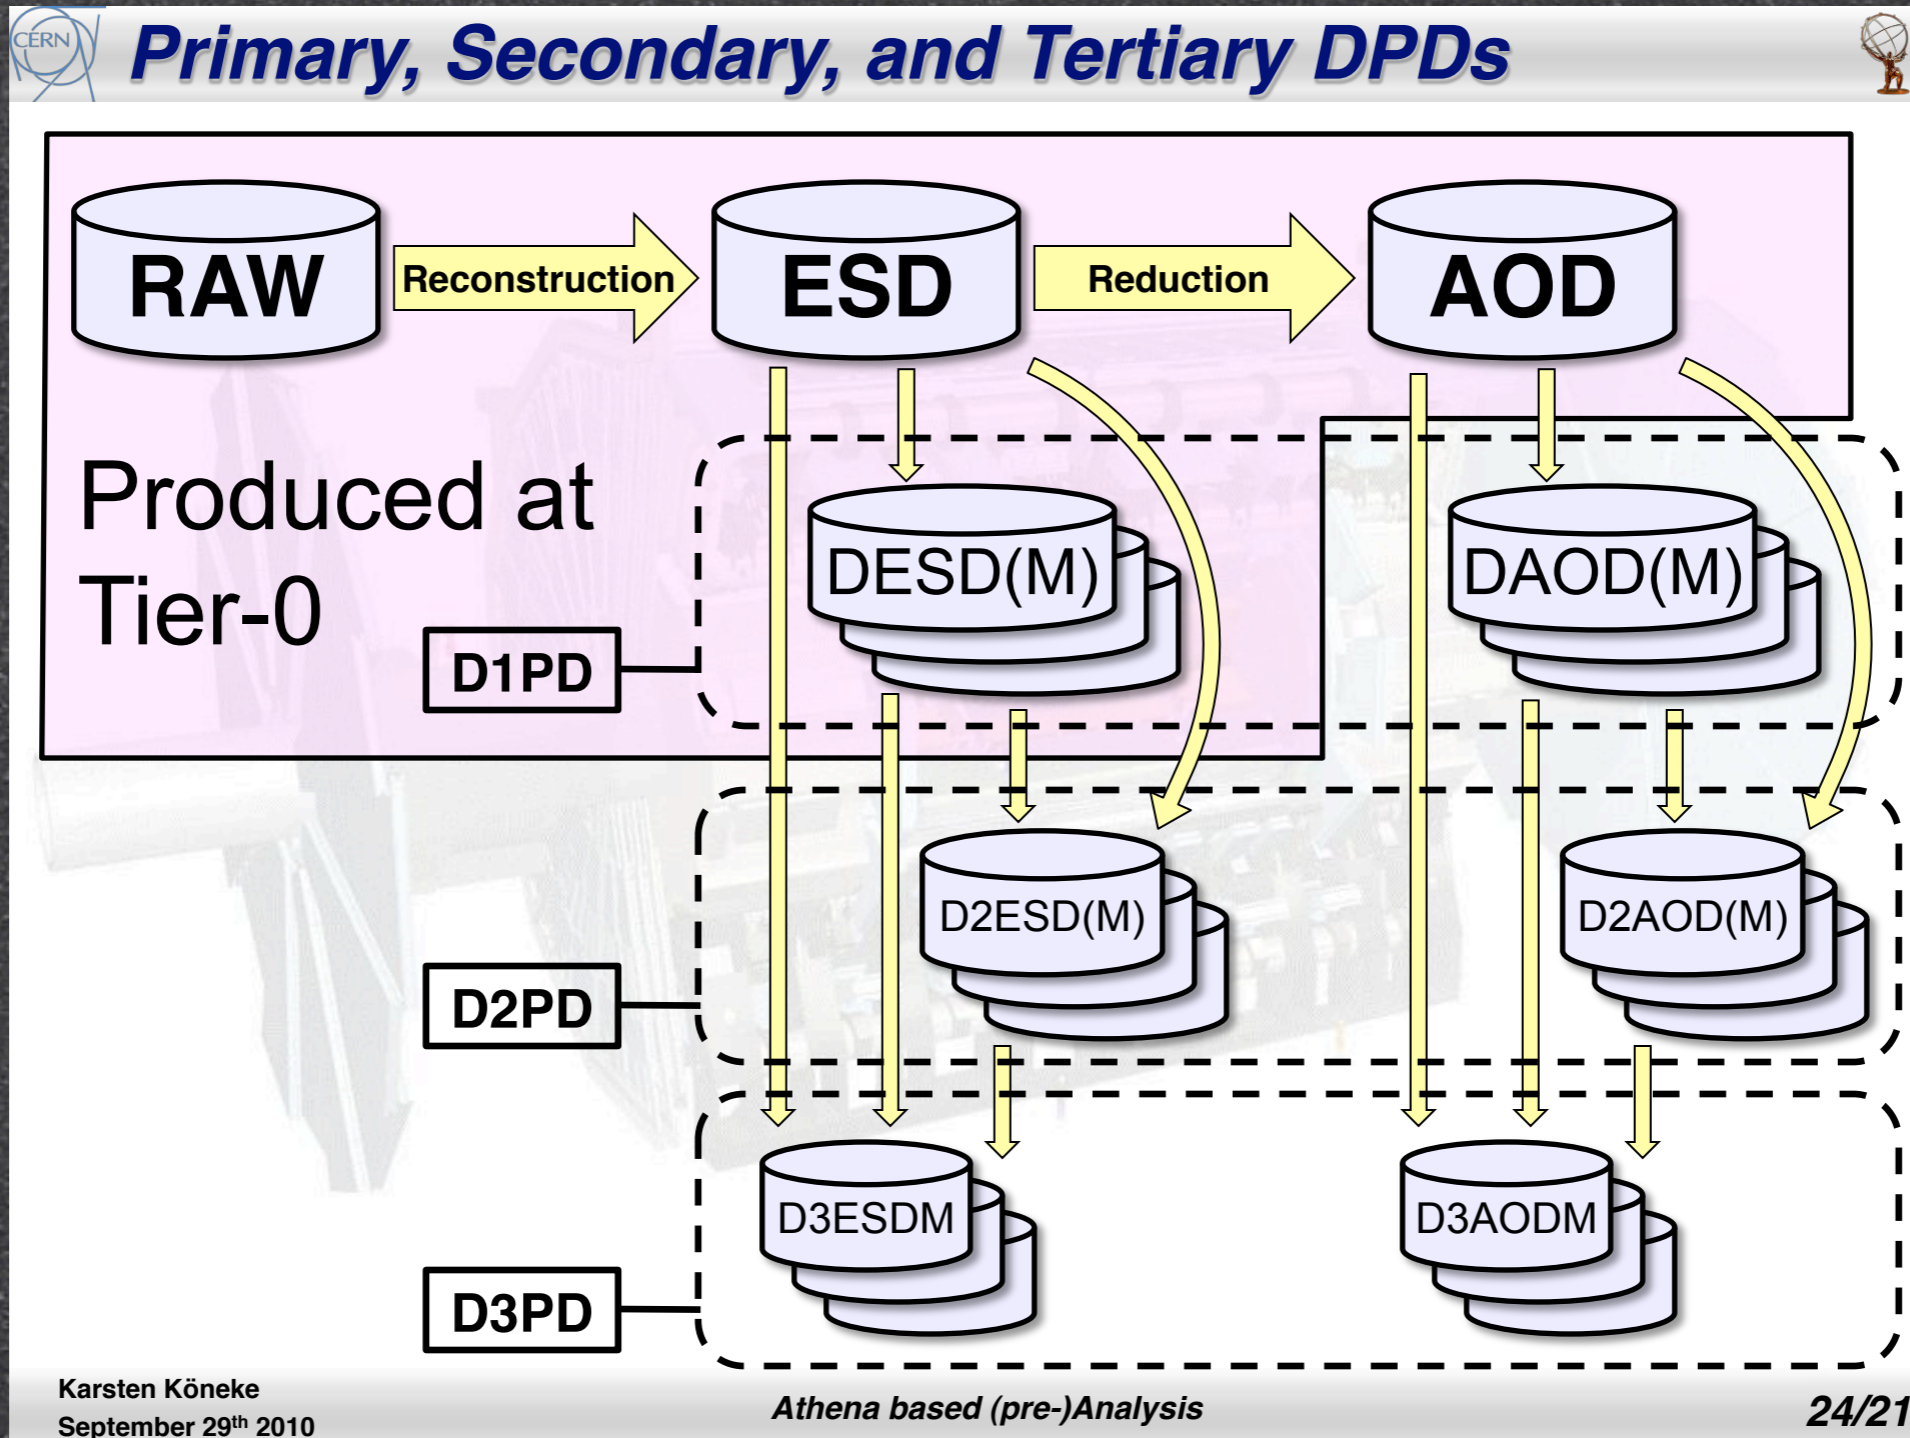 CERN
Primary, Secondary, and Tertiary DPDs
RAW
Reconstruction
ESD
Reduction
AOD
Produced at
Tier-0
DESD(M)
DAOD(M)
D1PD
D2ESD(M)
D2AOD(M)
D2PD
D3ESDM
D3AODM
D3PD
Karsten Köneke
September 29th 2010
Athena based (pre-)Analysis
24/21